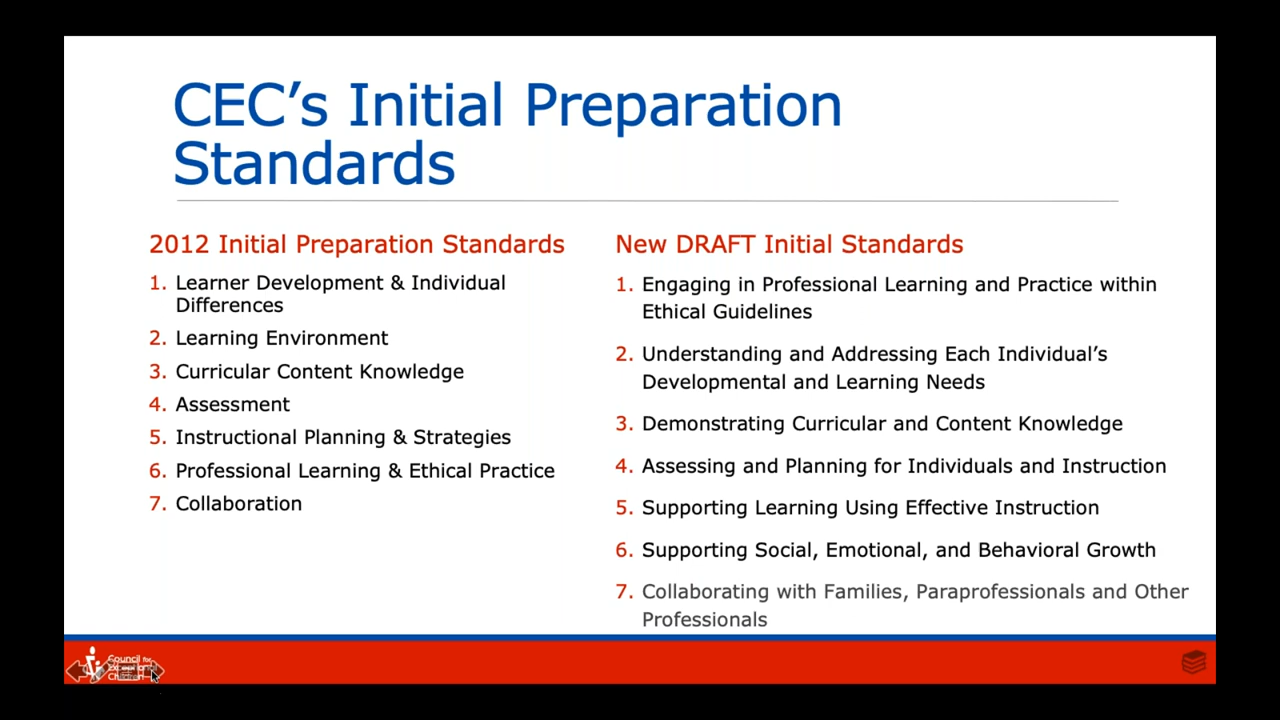 CEC’s Initial Preparation
Standards
2012 Initial Preparation Standards
1. Learner Development & Individual
Differences
2. Learning Environment
3. Curricular Content Knowledge
4. Assessment
5. Instructional Planning & Strategies
6. Professional Learning & Ethical Practice
7. Collaboration
New DRAFT Initial Standards
1. Engaging in Professional Learning and Practice within
Ethical Guidelines
2. Understanding and Addressing Each Individual’s
Developmental and Learning Needs
3. Demonstrating Curricular and Content Knowledge
4. Assessing and Planning for Individuals and Instruction
5. Supporting Learning Using Effective Instruction
6. Supporting Social, Emotional, and Behavioral Growth
7. Collaborating with Families, Paraprofessionals and Other
Professionals
Council for
Exceptional
Children